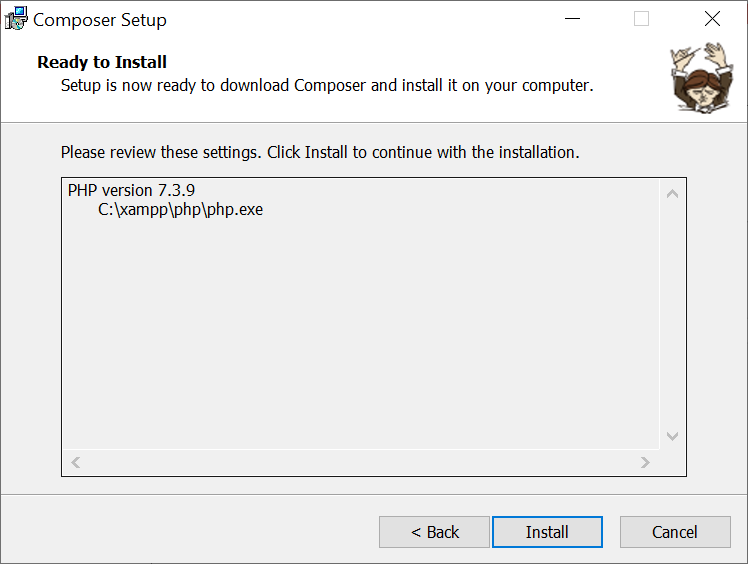 Composer Setup
Ready to Install
Setup is now ready to download Composer and install it on your computer.
Please review these settings. Click Install to continue with the installation.
PHP version 7.3.9
C:\xampp\php\php.exe
< Back
Install
Cancel